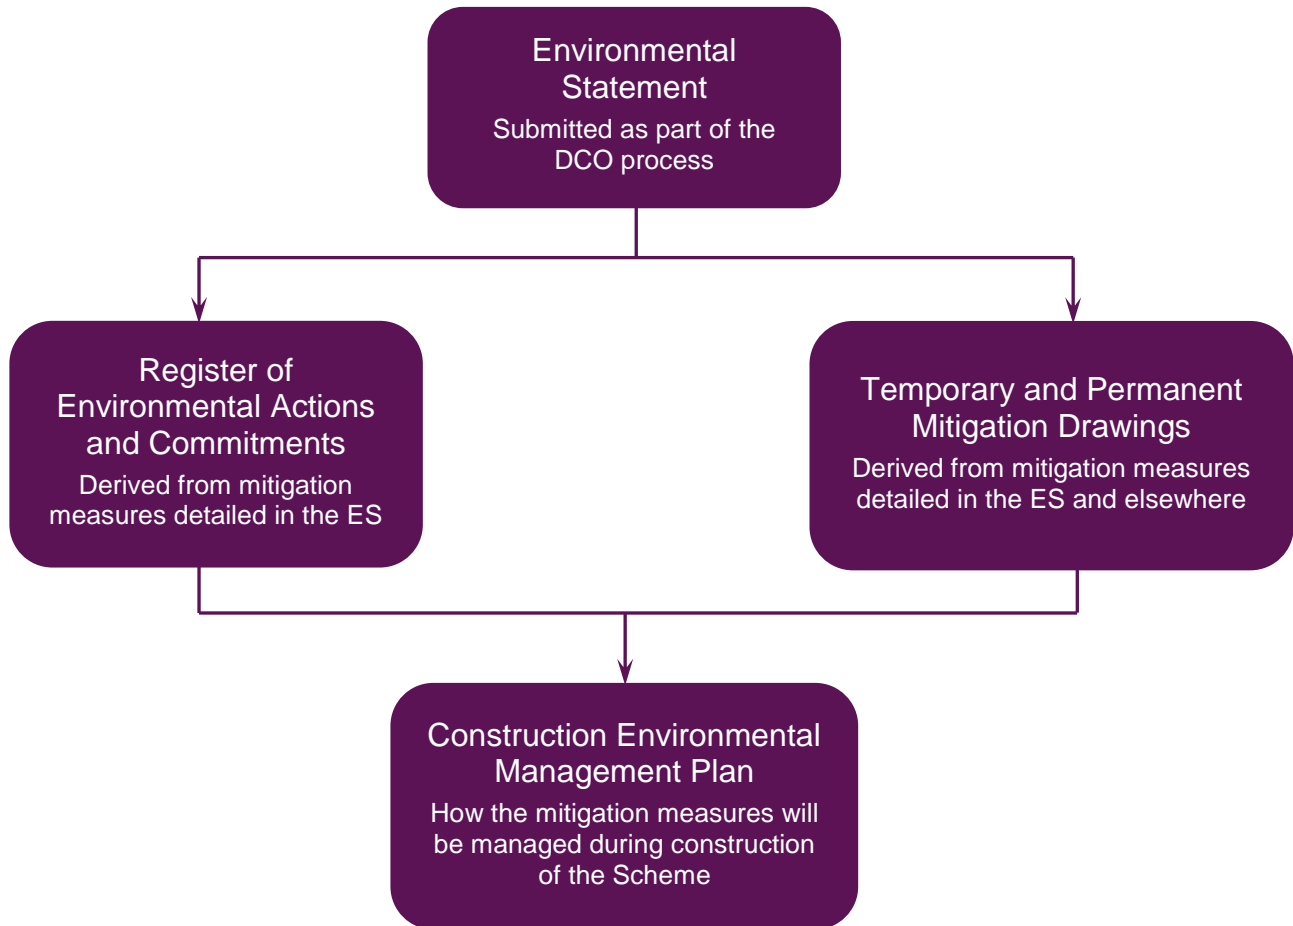 Environmental
Statement
Submitted as part of the
DCO process
Register of
Environmental Actions
and Commitments
Derived from mitigation
measures detailed in the ES
Temporary and Permanent
Mitigation Drawings
Derived from mitigation measures
detailed in the ES and elsewhere
Construction Environmental
Management Plan
How the mitigation measures will
be managed during construction
of the Scheme